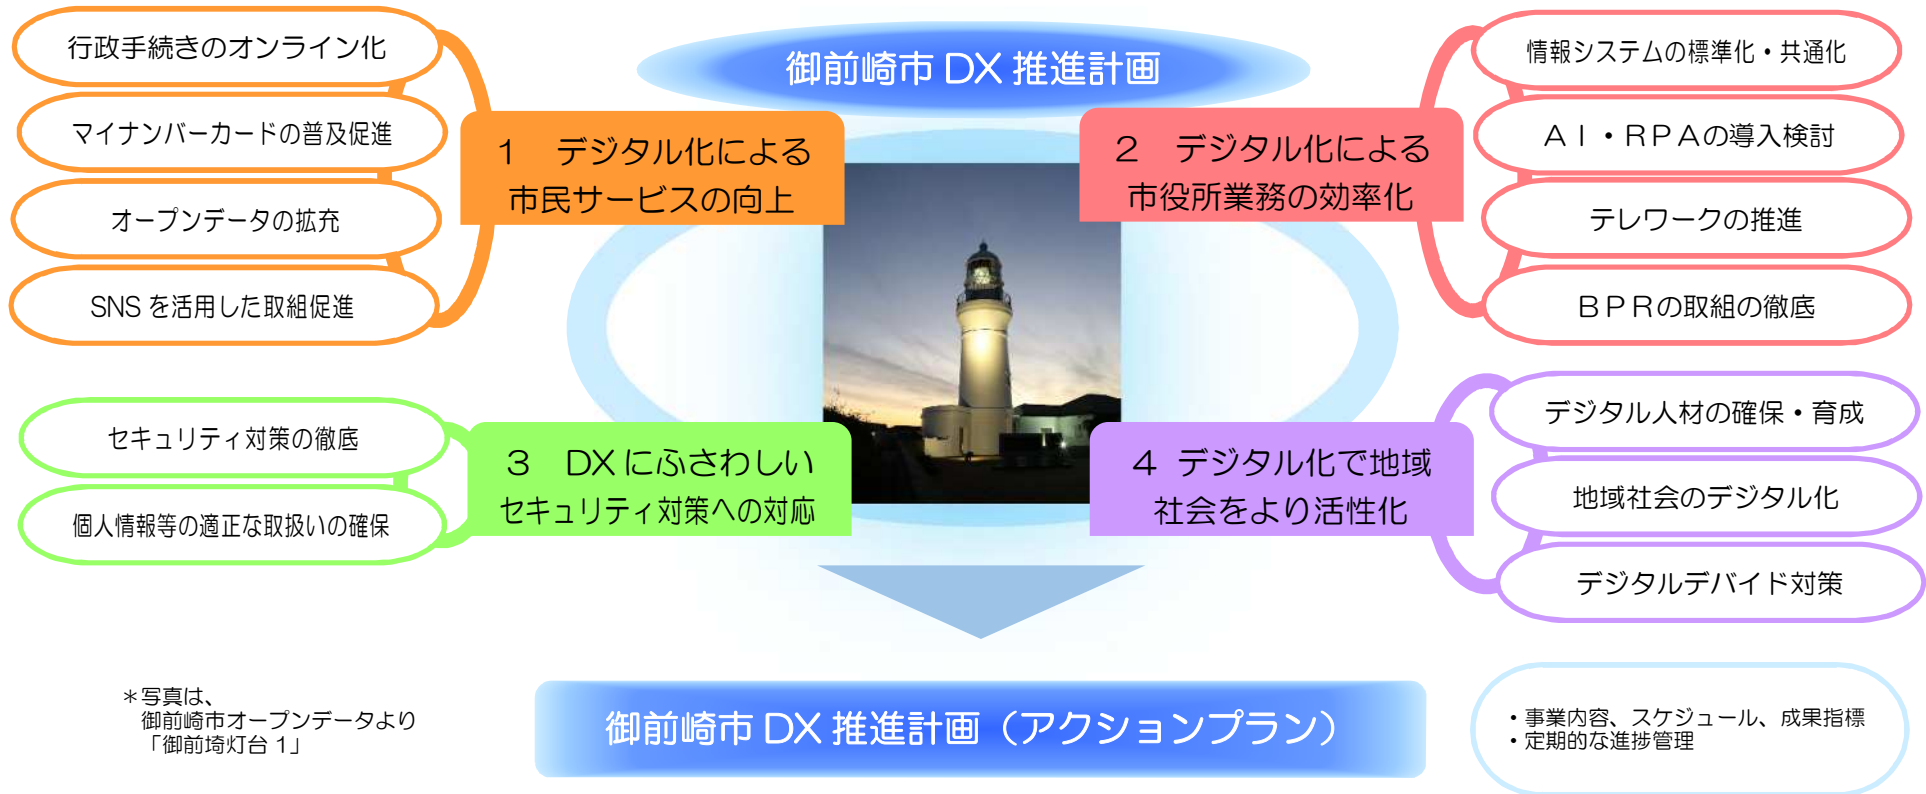 御前崎市 DX 推進計画
行政手続きのオンライン化
マイナンバーカードの普及促進
オープンデータの拡充
SNS を活用した取組促進
1　デジタル化による
市民サービスの向上
2　デジタル化による
市役所業務の効率化
情報システムの標準化・共通化
ＡＩ・ＲＰＡの導入検討
テレワークの推進
ＢＰＲの取組の徹底
セキュリティ対策の徹底
個人情報等の適正な取扱いの確保
3　DX にふさわしい
セキュリティ対策への対応
4 デジタル化で地域
社会をより活性化
デジタル人材の確保・育成
地域社会のデジタル化
デジタルデバイド対策
＊写真は、
御前崎市オープンデータより
「御前埼灯台 1」
御前崎市 DX 推進計画（アクションプラン）
・事業内容、スケジュール、成果指標
・定期的な進捗管理